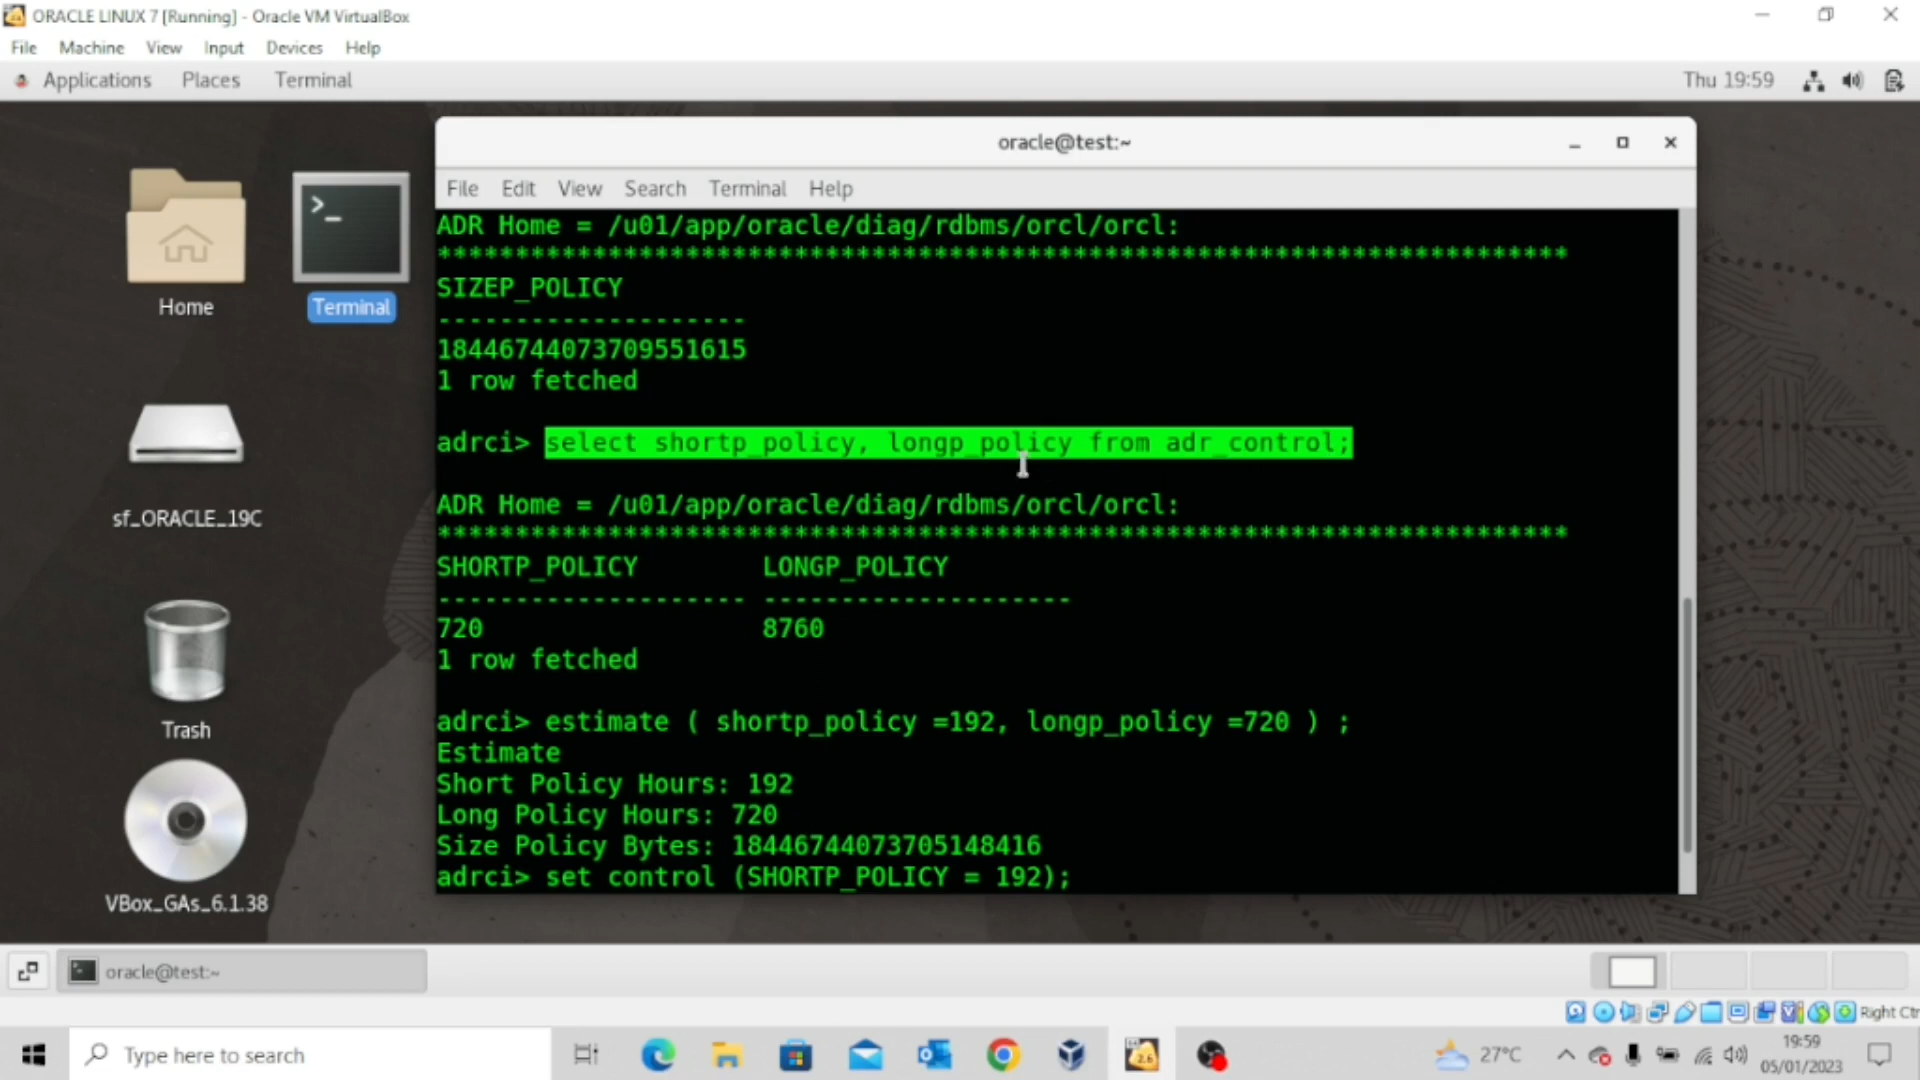 ORACLE LINUX 7 [Running] - Oracle VM VirtualBox
File Machine View Input Devices Help
Applications Places Terminal
Thu 19:59
Home
Terminal
sf_ORACLE_19C
Trash
VBox_GAs_6.1.38
oracle@test:~
File Edit View Search Terminal Help
ADR Home = /u01/app/oracle/diag/rdbms/orcl/orcl:
*************************************************************************
SIZEP_POLICY
--------------------
18446744073709551615
1 row fetched
adrci> select shortp_policy, longp_policy from adr_control;
ADR Home = /u01/app/oracle/diag/rdbms/orcl/orcl:
*************************************************************************
SHORTP_POLICY LONGP_POLICY
-------------------- --------------------
720 8760
1 row fetched
adrci> estimate ( shortp_policy =192, longp_policy =720 ) ;
Estimate
Short Policy Hours: 192
Long Policy Hours: 720
Size Policy Bytes: 18446744073705148416
adrci> set control (SHORTP_POLICY = 192);
oracle@test:~
Right Ctr
Type here to search
27°C
19:59
05/01/2023